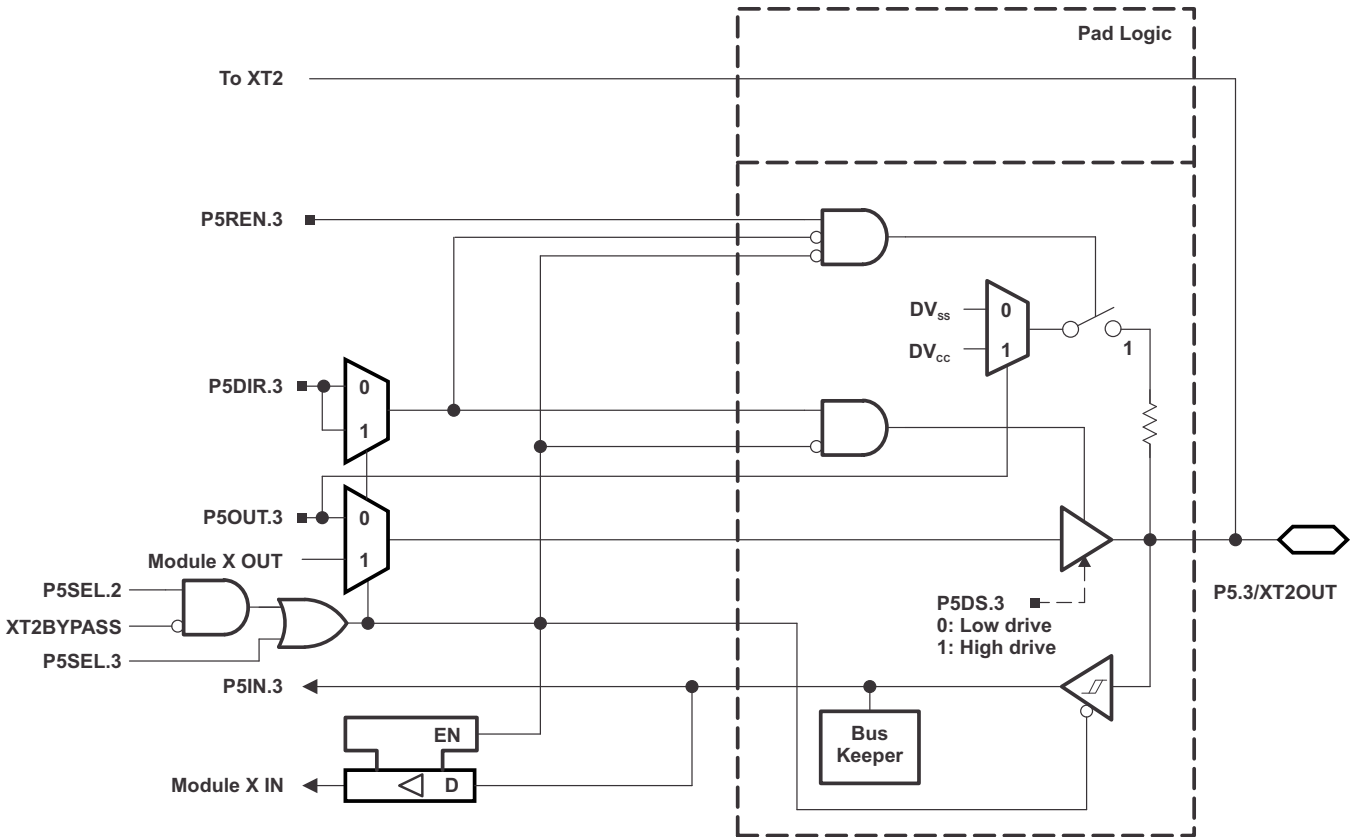 Pad Logic
To XT2
P5REN.3
DVSS
0
DVCC
1
1
P5DIR.3
0
1
P5OUT.3
0
Module X OUT
1
P5SEL.2
XT2BYPASS
P5SEL.3
P5DS.3
0: Low drive
1: High drive
P5.3/XT2OUT
P5IN.3
Bus
Keeper
EN
Module X IN
D